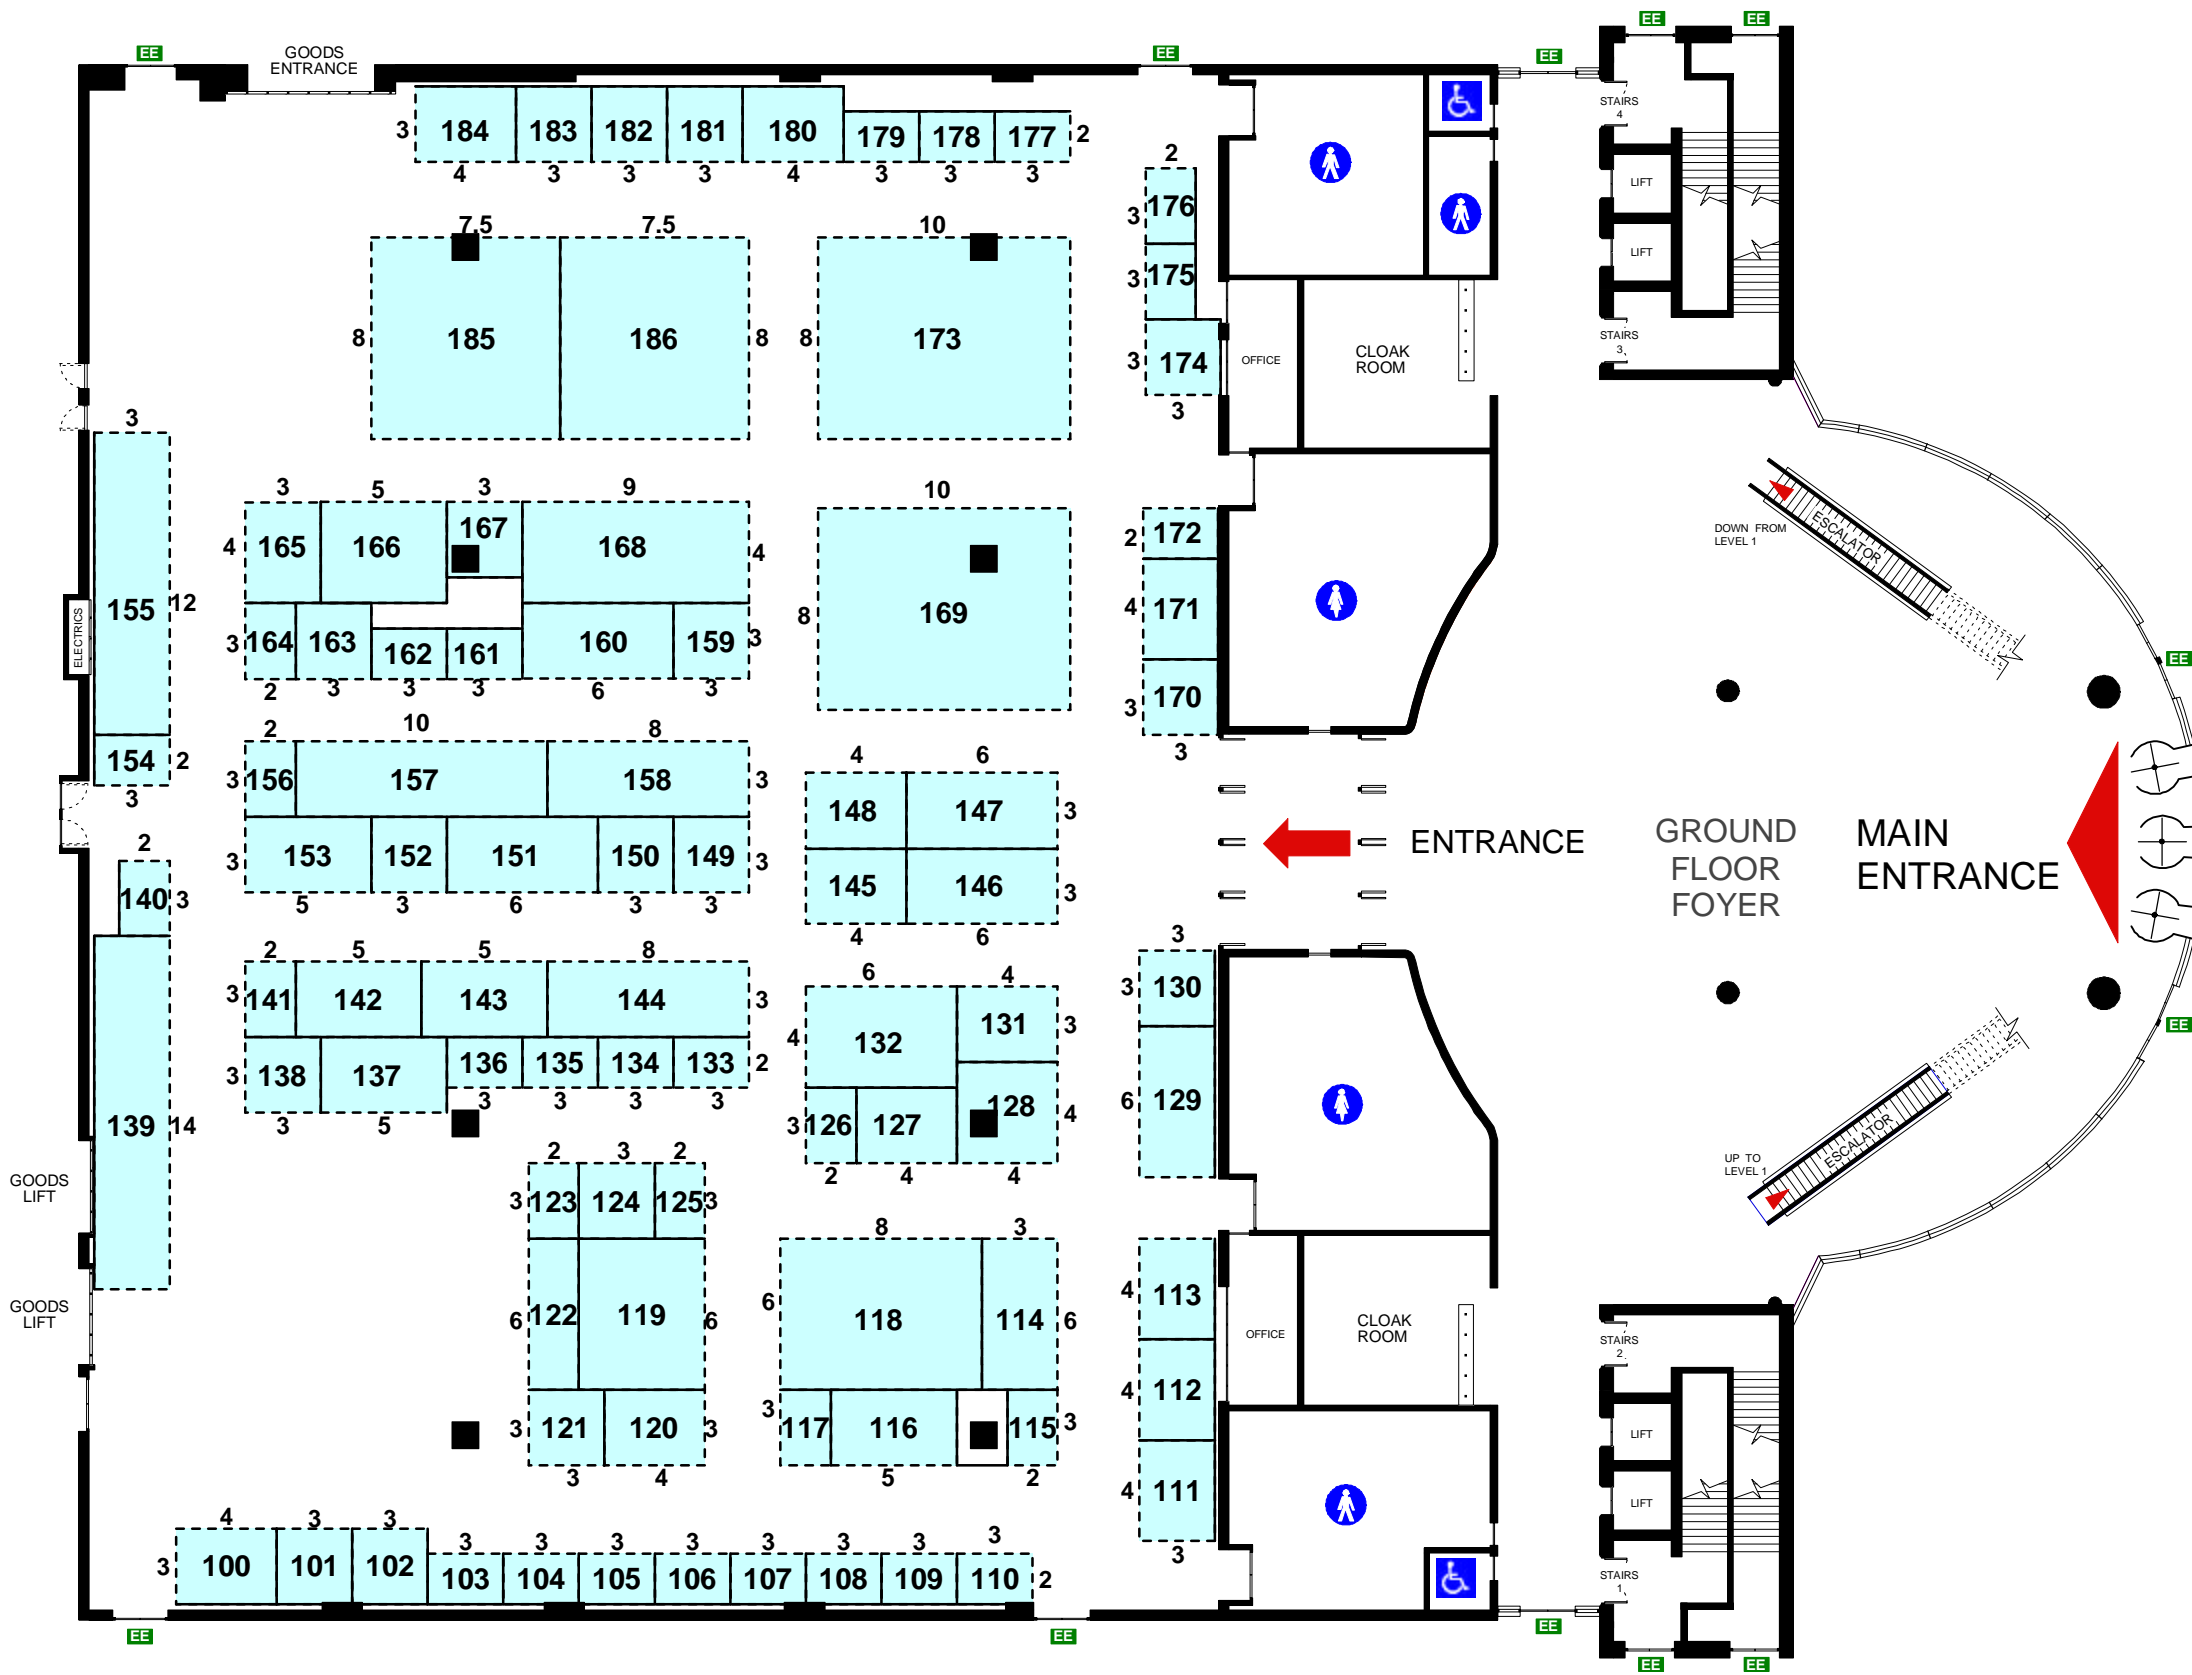 EE EE
EE GOODS EE EE
ENTRANCE
STAIRS
4
3 184 183 182 181 180 179 178 177 2
4 3 3 3 4 3 3 3
2
LIFT
3 176
7.5 7.5 10
LIFT
3 175
STAIRS
3
8 185 186 8 8 173
3 174 OFFICE CLOAK
ROOM
3
3
3 5 3 9 10
DOWN FROM
LEVEL 1
ESCALATOR
4 165 166 167 168 4
2 172
155 12
ELECTRICS
8 169
4 171
3 164 163 162 161 160 159 3
2 3 3 3 6 3
EE
3 170
3
2 10 8
154 2
3
3 156 157 158 3
4 6
148 147 3
ENTRANCE
GROUND
FLOOR
FOYER
MAIN
ENTRANCE
2
3 153 152 151 150 149 3
5 3 6 3 3
140 3
145 146 3
4 6
2 5 5 8
3
3 141 142 143 144 3
6 4
3 130
131 3
4 132
EE
3 138 137 136 135 134 133 2
3 5 3 3 3 3
139 14
6 129
3 126 127 128 4
2 4 4
ESCALATOR
UP TO
LEVEL 1
GOODS
LIFT
2 3 2
3 123 124 125 3
8 3
4 113
GOODS
LIFT
6 122 119 6
6 118 114 6
OFFICE CLOAK
ROOM
STAIRS
2
4 112
3 121 120 3
3 4
3 117 116 115 3
5 2
LIFT
4 111
3
LIFT
4 3 3 3 3 3 3 3 3 3 3
3 100 101 102 103 104 105 106 107 108 109 110 2
STAIRS
1
EE EE EE
EE EE